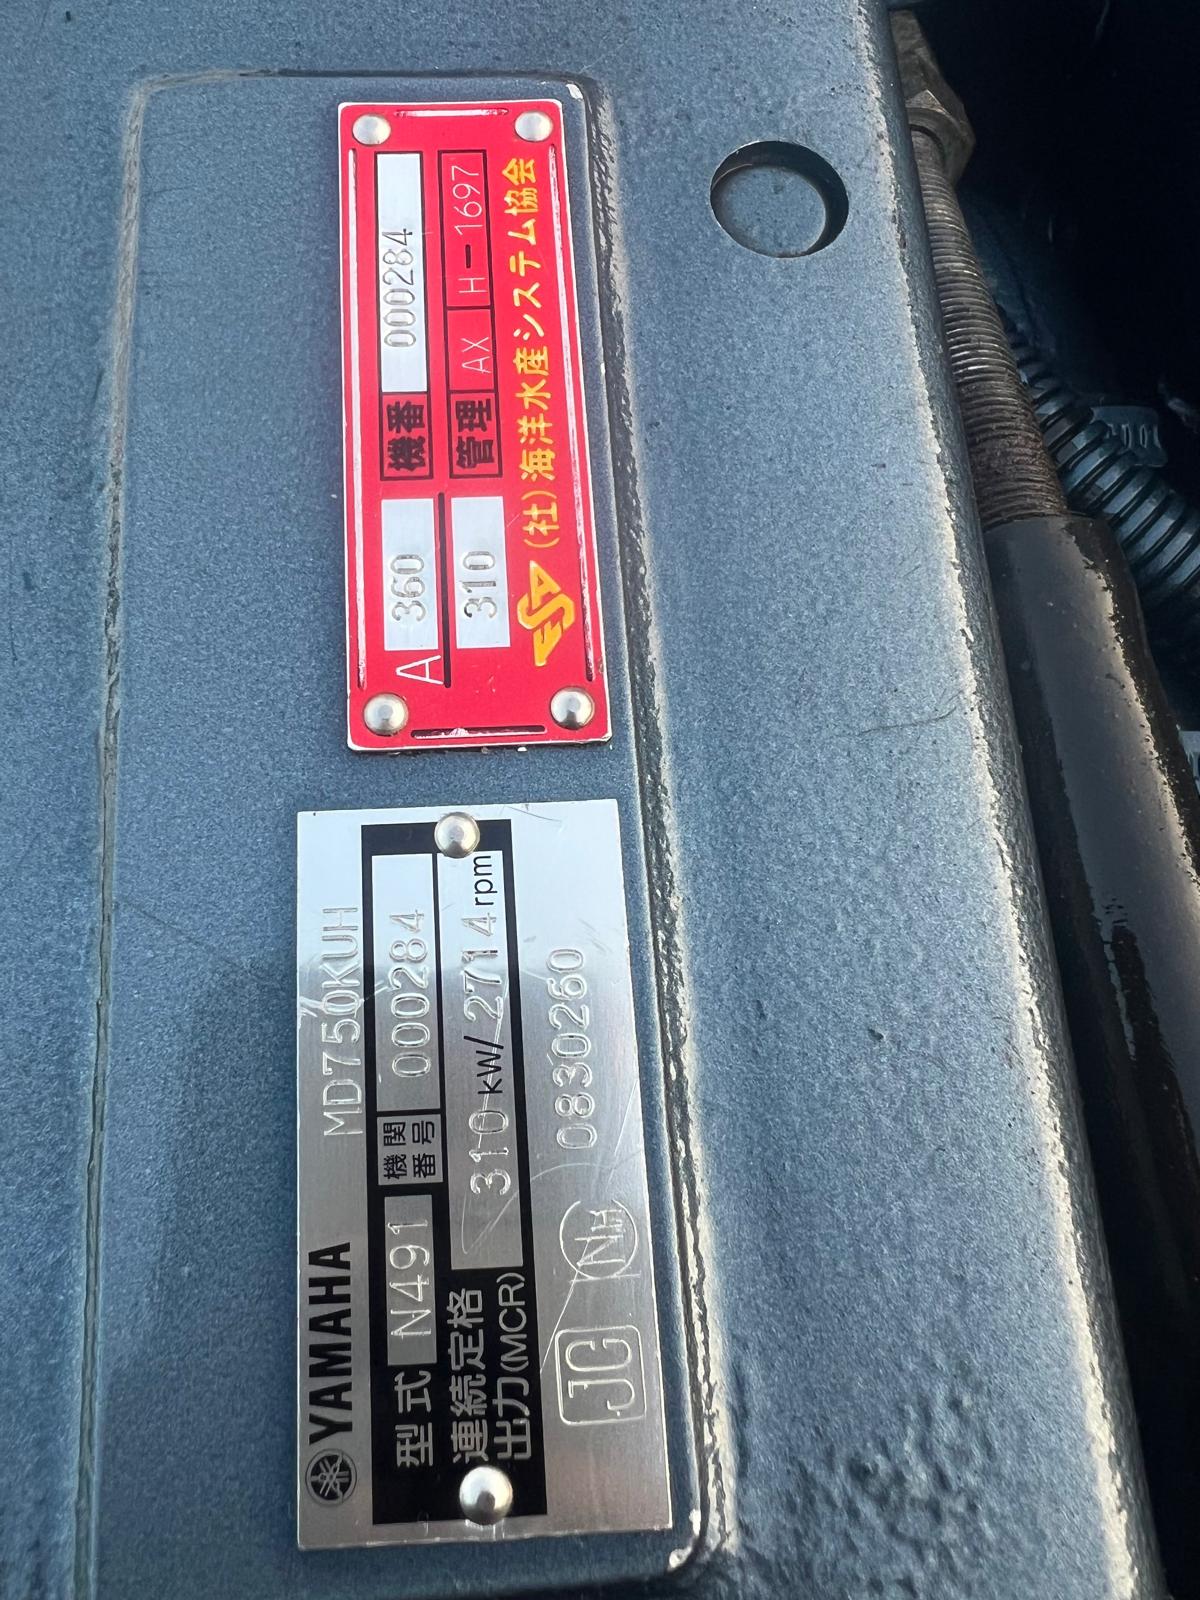 A 360 機番 000284
310 管理 AX H-1697
(社)海洋水産システム協会
YAMAHA MD750KUH
型式 N491 機関番号 000284
連続定格出力(MCR) 310 kW/ 2714 rpm
JG NH 0830260